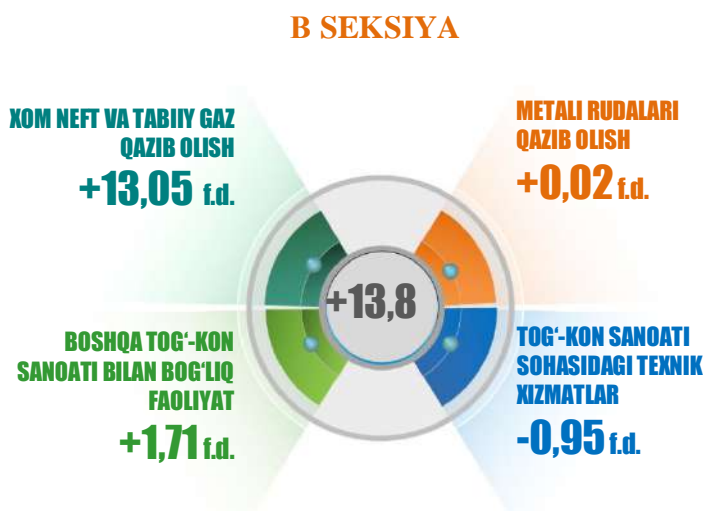 B SEKSIYA
XOM NEFT VA TABIIY GAZ
QAZIB OLISH
+13,05 f.d.
METALI RUDALARI
QAZIB OLISH
+0,02 f.d.
+13,8
BOSHQA TOG‘-KON
SANOATI BILAN BOG‘LIQ
FAOLIYAT
+1,71 f.d.
TOG‘-KON SANOATI
SOHASIDAGI TEXNIK
XIZMATLAR
-0,95 f.d.